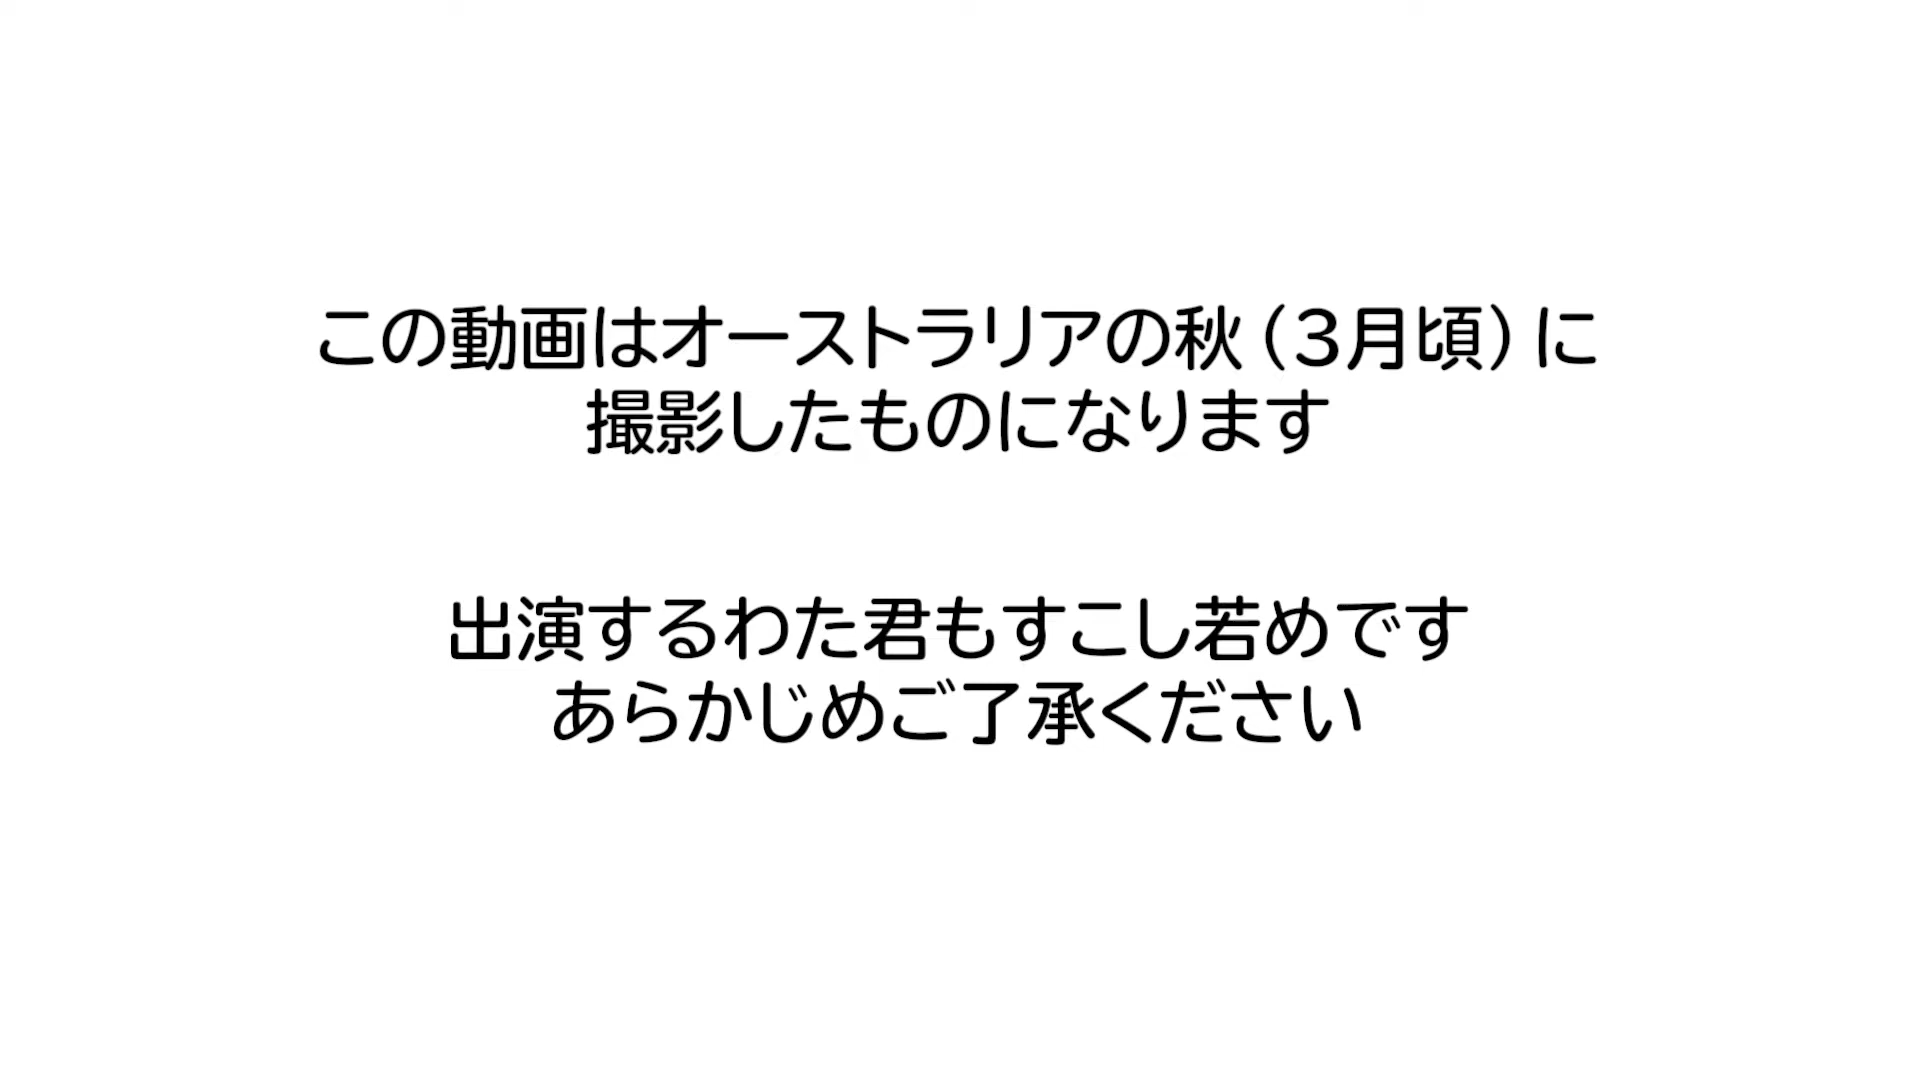 この動画はオーストラリアの秋（３月頃）に
撮影したものになります
出演するわた君もすこし若めです
あらかじめご了承ください